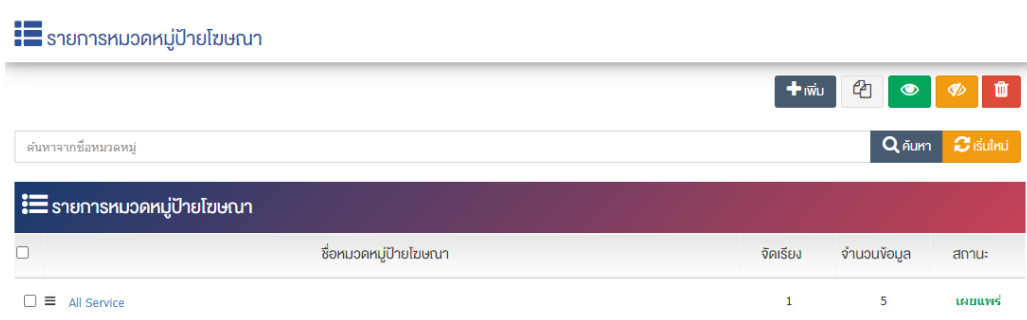 รายการหมวดหมู่ป้ายโฆษณา
เพิ่ม
ค้นหาจากชื่อหมวดหมู่ ค้นหา เริ่มใหม่
รายการหมวดหมู่ป้ายโฆษณา
ชื่อหมวดหมู่ป้ายโฆษณา จัดเรียง จำนวนข้อมูล สถานะ
All Service 1 5 เผยแพร่